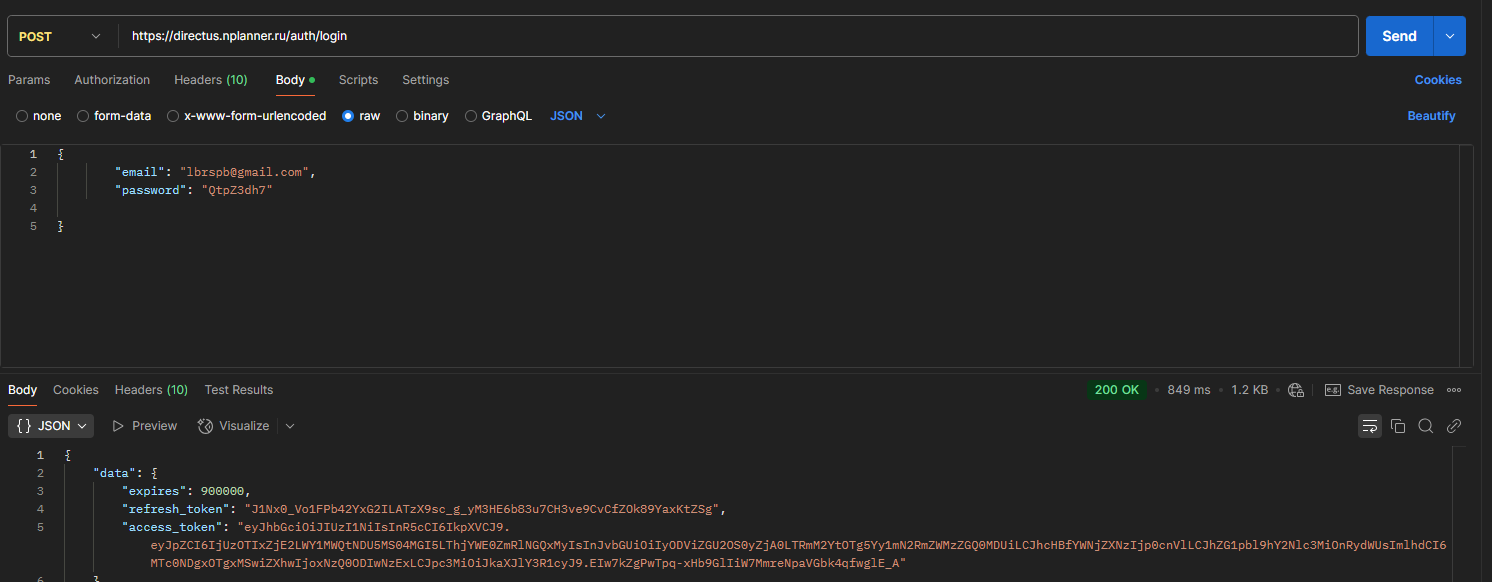 POST https://directus.nplanner.ru/auth/login Send
Params Authorization Headers (10) Body Scripts Settings Cookies
none form-data x-www-form-urlencoded raw binary GraphQL JSON Beautify
1 {
2 "email": "lbrspb@gmail.com",
3 "password": "QtpZ3dh7"
4
5 }
Body Cookies Headers (10) Test Results 200 OK • 849 ms • 1.2 KB • e.g. Save Response
{} JSON Preview Visualize
1 {
2 "data": {
3 "expires": 900000,
4 "refresh_token": "J1Nx0_Vo1FPb42YxG2ILATzX9sc_g_yM3HE6b83u7CH3ve9CvCfZOk89YaxKtZSg",
5 "access_token": "eyJhbGciOiJIUzI1NiIsInR5cCI6IkpXVCJ9.
eyJpZCI6IjUzOTIxZjE2LWY1MWQtNDU5MS04MGI5LThjYWE0ZmRlNGQxMyIsInJvbGUiOiIyODViZGU2OS0yZjA0LTRmM2YtOTg5Yy1mN2RmZWMzZGQ0MDUiLCJhcHBfYWNjZXNzIjp0cnVlLCJhZG1pbl9hY2Nlc3MiOnRydWUsImlhdCI6
MTc0NDgxOTgxMSwiZXhwIjoxNzQ0ODIwNzExLCJpc3MiOiJkaXJlY3R1cyJ9.EIw7kZgPwTpq-xHb9GlIiW7MmreNpaVGbk4qfwglE_A"
6 }